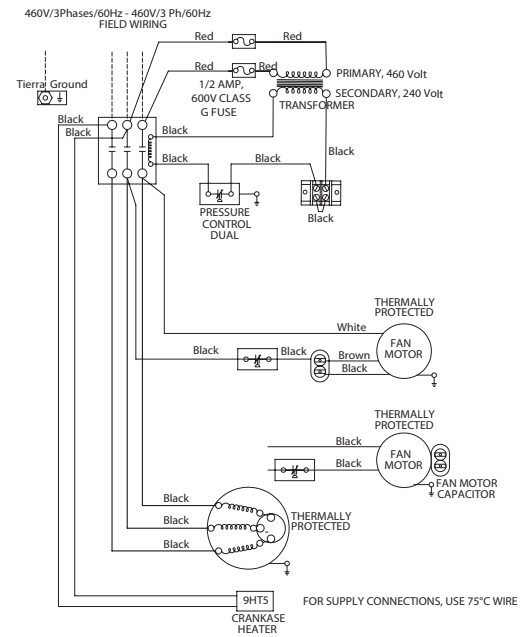 460V/3Phases/60Hz - 460V/3 Ph/60Hz
FIELD WIRING
Red
Red
Red
Red
Tierra Ground
1/2 AMP,
600V CLASS
G FUSE
PRIMARY, 460 Volt
SECONDARY, 240 Volt
TRANSFORMER
Black
Black
Black
Black
Black
Black
Black
PRESSURE
CONTROL
DUAL
THERMALLY
PROTECTED
White
FAN
MOTOR
Black
Black
Brown
Black
THERMALLY
PROTECTED
Black
Black
FAN
MOTOR
FAN MOTOR
CAPACITOR
Black
Black
Black
THERMALLY
PROTECTED
9HT5
CRANKASE
HEATER
FOR SUPPLY CONNECTIONS, USE 75°C WIRE